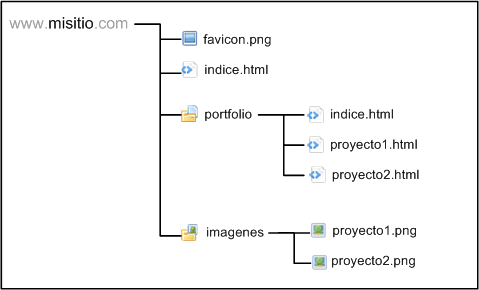 www.misitio.com
favicon.png
indice.html
portfolio
indice.html
proyecto1.html
proyecto2.html
imagenes
proyecto1.png
proyecto2.png